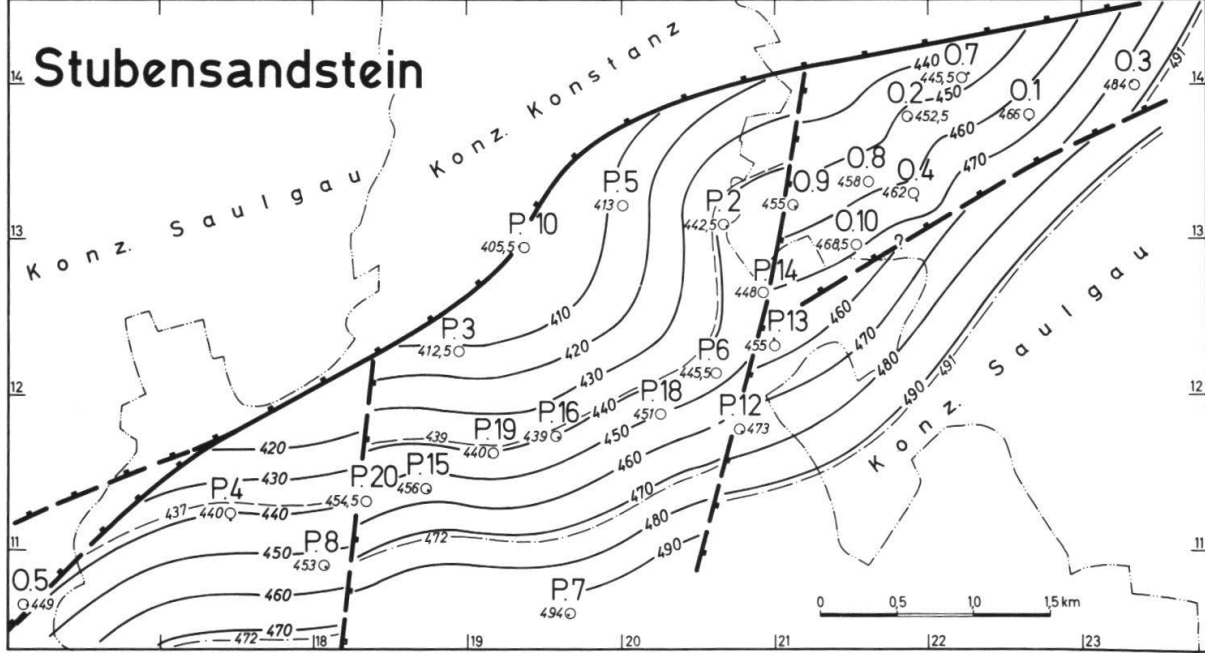 Stubensandstein
Konz. Saulgau
Konz. Konstanz
Konz. Saulgau
14
13
12
11
14
13
12
11
18
19
20
21
22
23
O.7
445,5
O.3
484
O.2
452,5
O.1
466
O.8
458
O.4
462
O.9
455
O.10
468,5
P.5
413
P.2
442,5
P.10
405,5
P.14
448
P.13
455
P.3
412,5
P.6
445,5
P.18
451
P.12
473
P.16
439
P.19
440
P.15
456
P.20
454,5
P.4
440
P.8
453
O.5
449
P.7
494
440
450
460
470
491
?
410
420
430
440
450
460
470
480
490
460
470
480
490
491
420
430
437
440
450
460
470
472
439
472
0
0,5
1,0
1,5 km